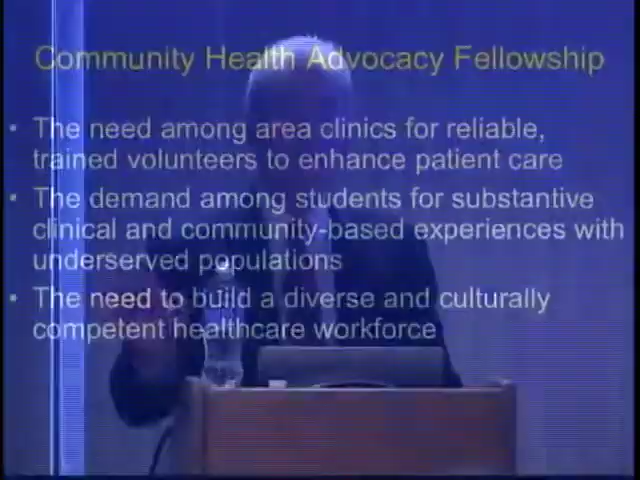 Community Health Advocacy Fellowship
• The need among area clinics for reliable,
trained volunteers to enhance patient care
• The demand among students for substantive
clinical and community-based experiences with
underserved populations
• The need to build a diverse and culturally
competent healthcare workforce